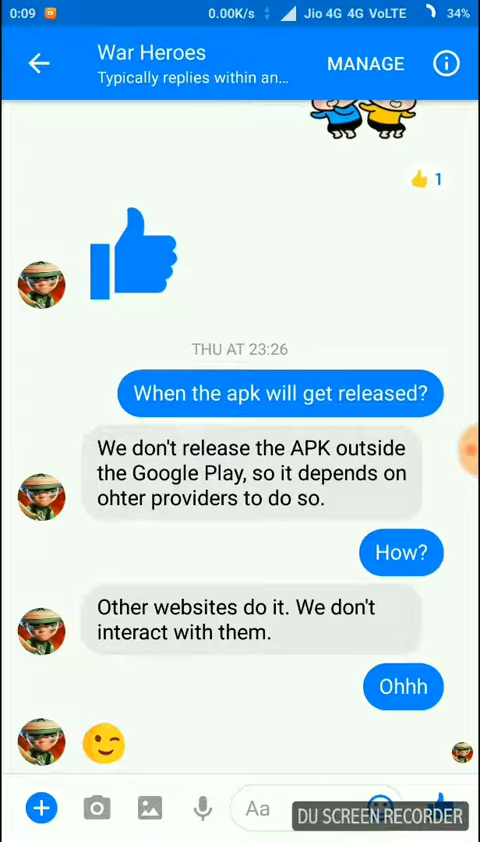 0:09 0.00K/s Jio 4G 4G VoLTE 34%
War Heroes
Typically replies within an...
MANAGE
1
THU AT 23:26
When the apk will get released?
We don't release the APK outside
the Google Play, so it depends on
ohter providers to do so.
How?
Other websites do it. We don't
interact with them.
Ohhh
Aa
DU SCREEN RECORDER